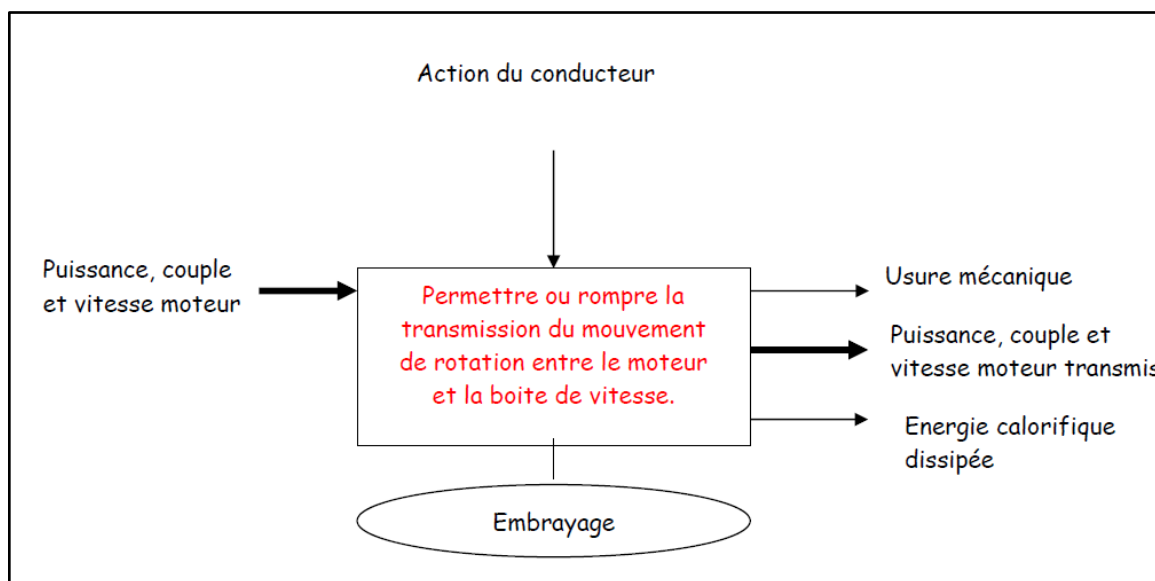 Action du conducteur
Puissance, couple
et vitesse moteur
Permettre ou rompre la
transmission du mouvement
de rotation entre le moteur
et la boite de vitesse.
Usure mécanique
Puissance, couple et
vitesse moteur transmis
Energie calorifique
dissipée
Embrayage